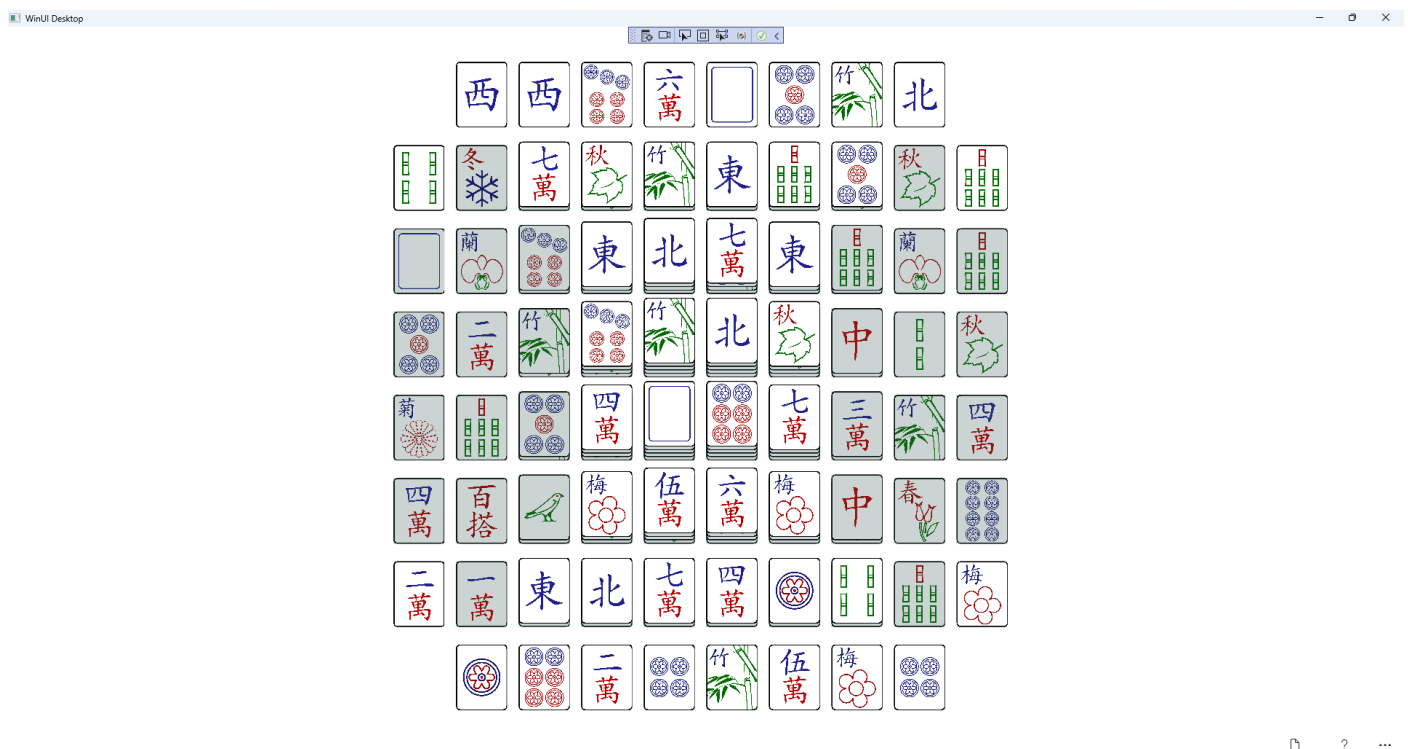 WinUI Desktop
西 西 六萬 竹 北
冬 七萬 秋 竹 東 秋
蘭 東 北 七萬 東 蘭
二萬 竹 竹 北 秋 中 秋
菊 四萬 七萬 三萬 竹 四萬
四萬 百搭 梅 伍萬 六萬 梅 中 春
二萬 一萬 東 北 七萬 四萬 梅
二萬 竹 伍萬 梅
?